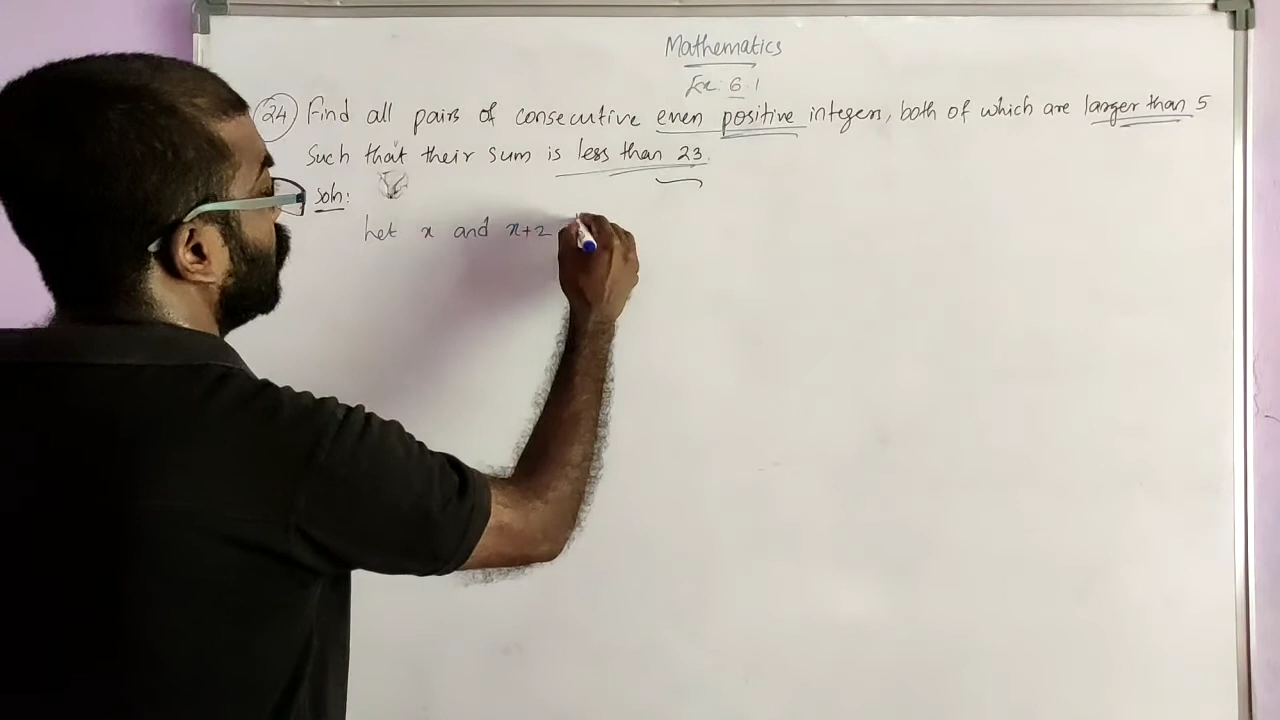 Mathematics
Ex: 6.1
24) Find all pairs of consecutive even positive integers, both of which are larger than 5
Such that their sum is less than 23.
Soln:
Let x and x+2